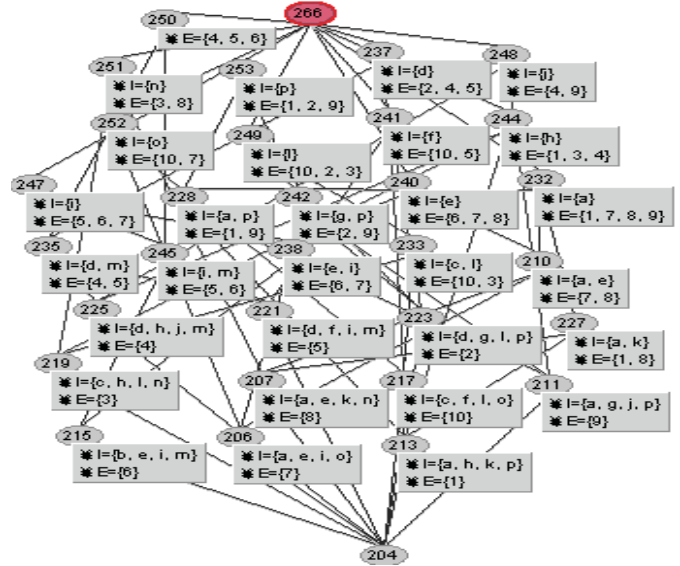 250
266
E={4, 5, 6}
251
I={n}
E={3, 8}
253
I={p}
E={1, 2, 9}
237
I={d}
E={2, 4, 5}
248
I={j}
E={4, 9}
252
I={o}
E={10, 7}
249
I={l}
E={10, 2, 3}
241
I={f}
E={10, 5}
244
I={h}
E={1, 3, 4}
247
I={i}
E={5, 6, 7}
228
I={a, p}
E={1, 9}
242
I={g, p}
E={2, 9}
240
I={e}
E={6, 7, 8}
232
I={a}
E={1, 7, 8, 9}
235
I={d, m}
E={4, 5}
245
I={i, m}
E={5, 6}
238
I={e, i}
E={6, 7}
233
I={c, l}
E={10, 3}
210
I={a, e}
E={7, 8}
225
I={d, h, j, m}
E={4}
221
I={d, f, i, m}
E={5}
223
I={d, g, l, p}
E={2}
227
I={a, k}
E={1, 8}
219
I={c, h, l, n}
E={3}
207
I={a, e, k, n}
E={8}
217
I={c, f, l, o}
E={10}
211
I={a, g, j, p}
E={9}
215
I={b, e, i, m}
E={6}
206
I={a, e, i, o}
E={7}
213
I={a, h, k, p}
E={1}
204